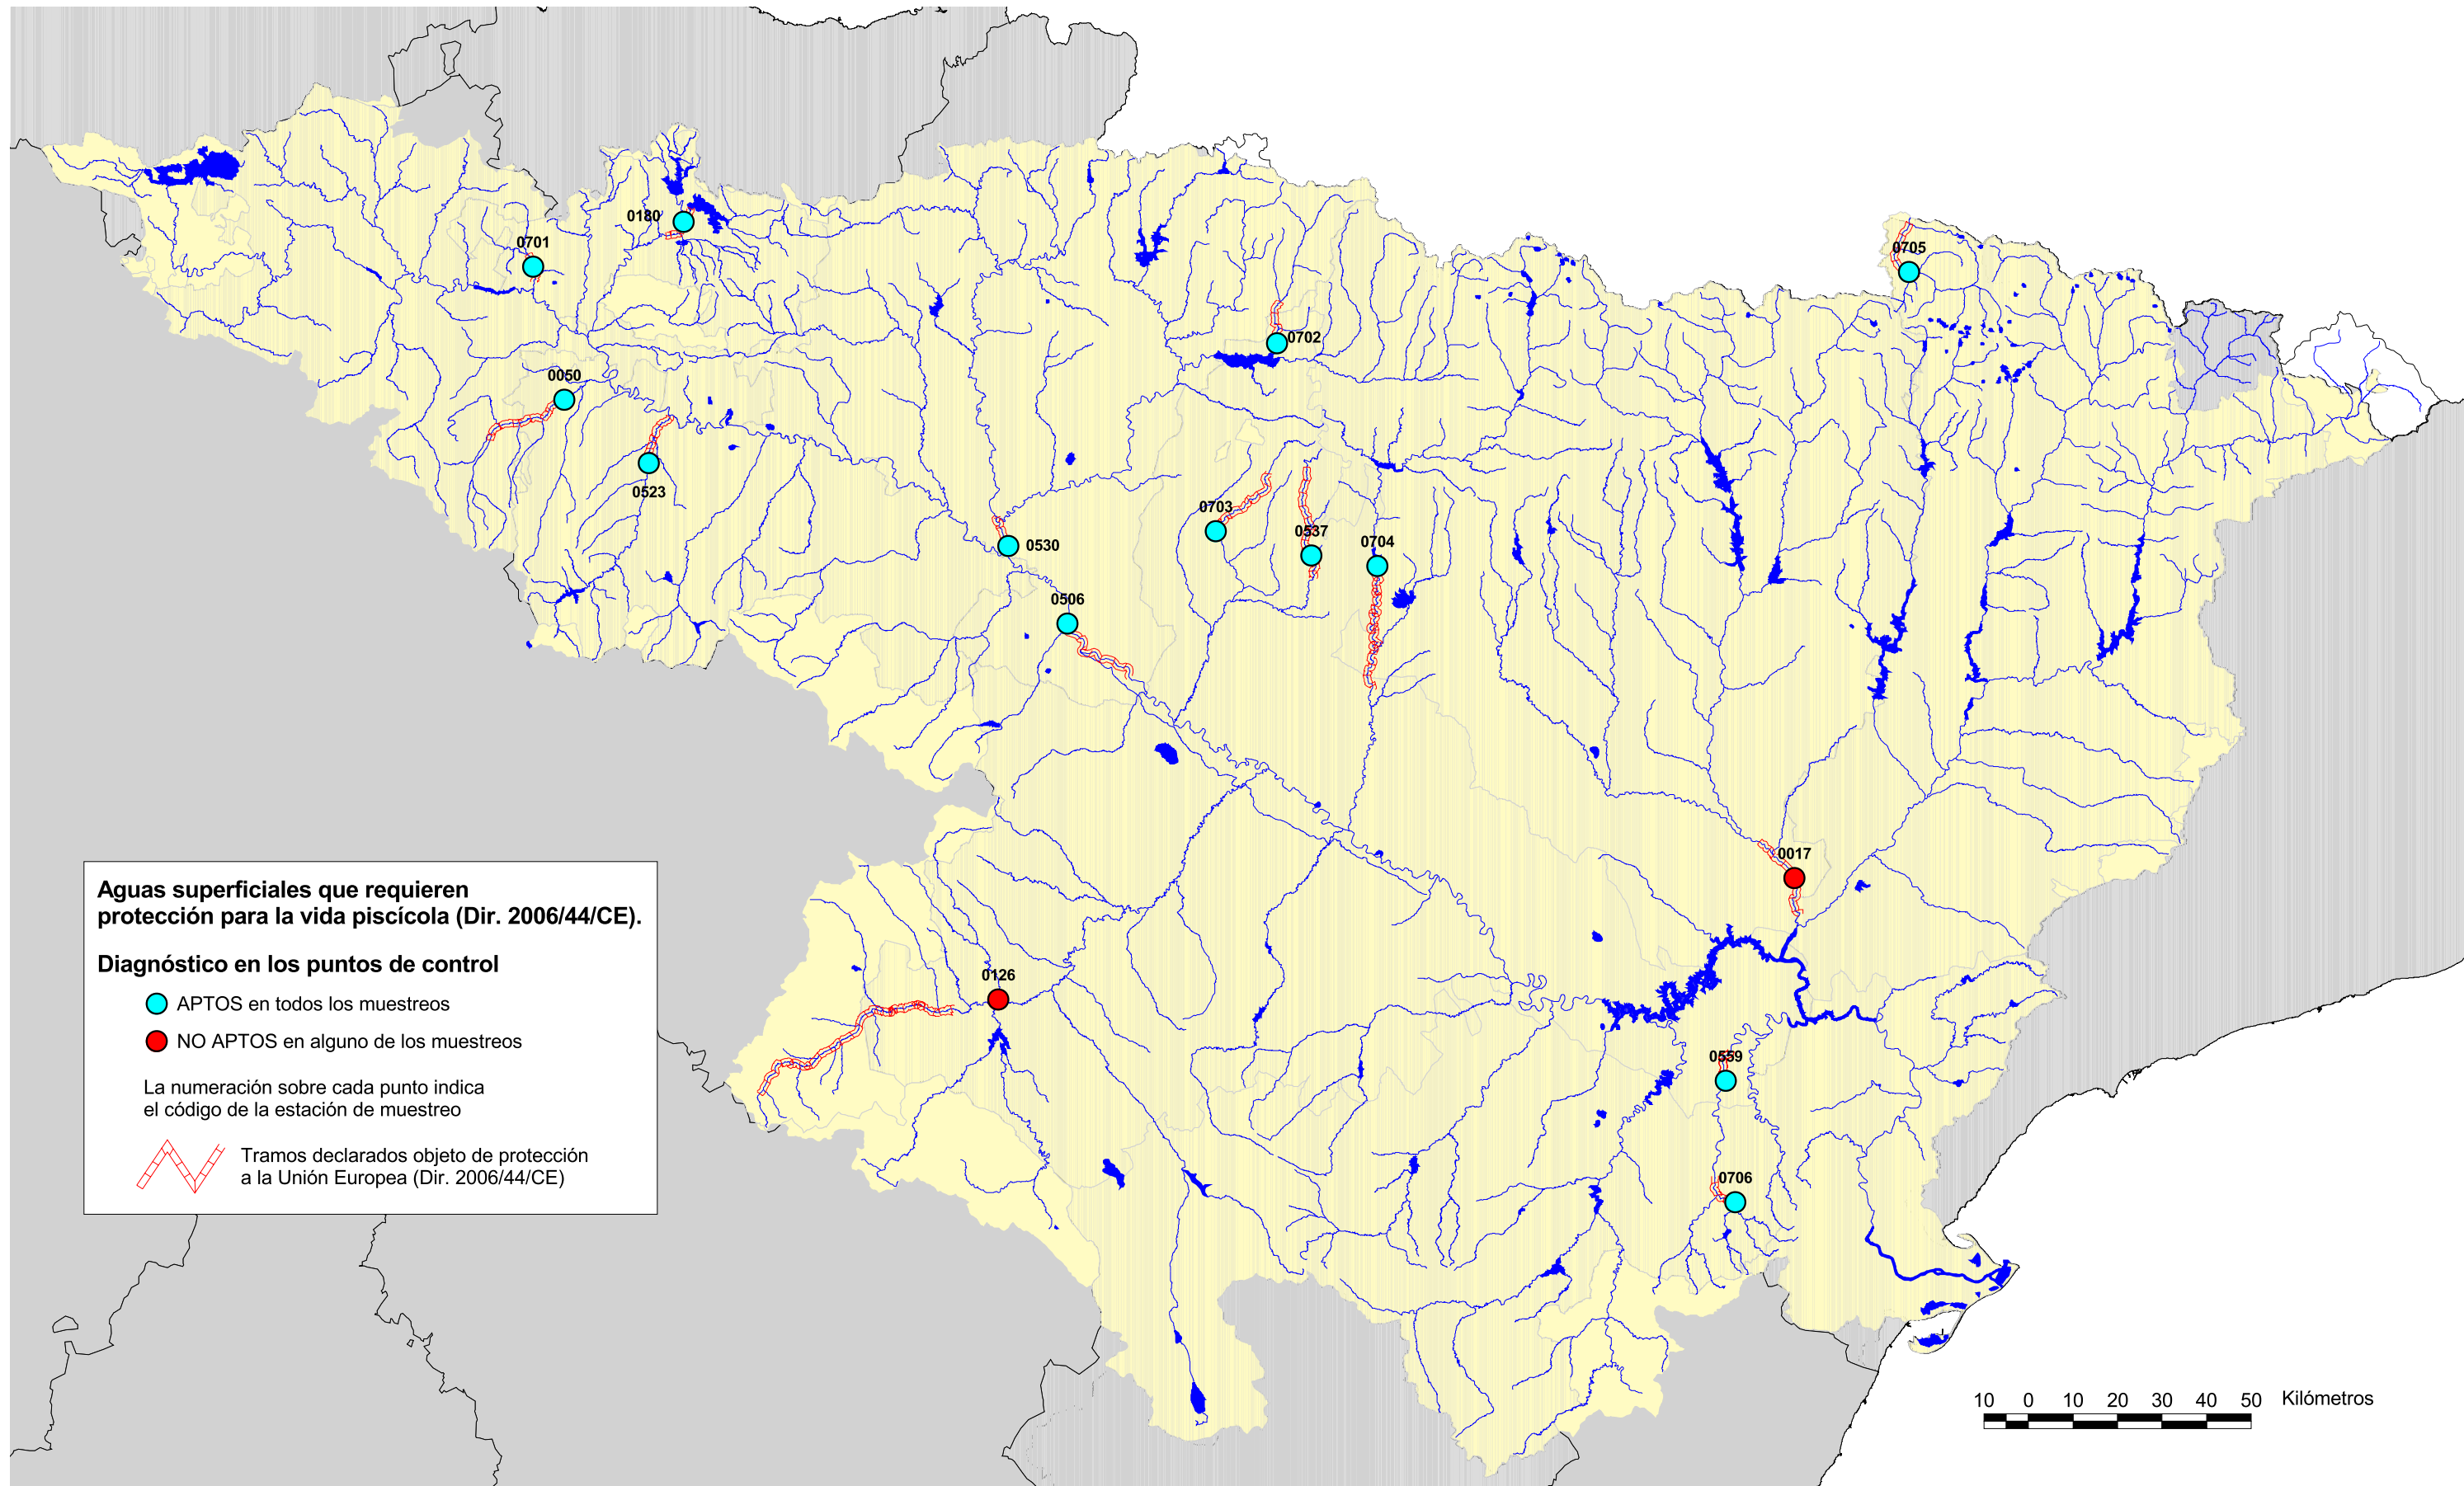 0180
0701
0705
0702
0050
0523
0703
0537
0704
0530
0506
0017
0126
0559
0706
Aguas superficiales que requieren
protección para la vida piscícola (Dir. 2006/44/CE).
Diagnóstico en los puntos de control
APTOS en todos los muestreos
NO APTOS en alguno de los muestreos
La numeración sobre cada punto indica
el código de la estación de muestreo
Tramos declarados objeto de protección
a la Unión Europea (Dir. 2006/44/CE)
10 0 10 20 30 40 50 Kilómetros